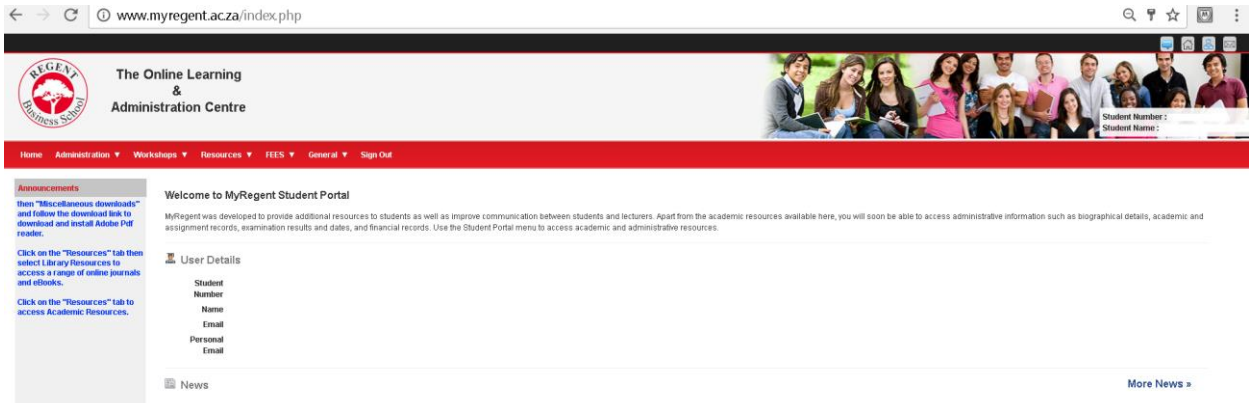 www.myregent.ac.za/index.php
REGENT
Business School
The Online Learning
&
Administration Centre
Student Number :
Student Name :
Home Administration ▼ Workshops ▼ Resources ▼ FEES ▼ General ▼ Sign Out
Announcements
then "Miscellaneous downloads"
and follow the download link to
download and install Adobe Pdf
reader.
Click on the "Resources" tab then
select Library Resources to
access a range of online journals
and eBooks.
Click on the "Resources" tab to
access Academic Resources.
Welcome to MyRegent Student Portal
MyRegent was developed to provide additional resources to students as well as improve communication between students and lecturers. Apart from the academic resources available here, you will soon be able to access administrative information such as biographical details, academic and
assignment records, examination results and dates, and financial records. Use the Student Portal menu to access academic and administrative resources.
User Details
Student
Number
Name
Email
Personal
Email
News
More News »